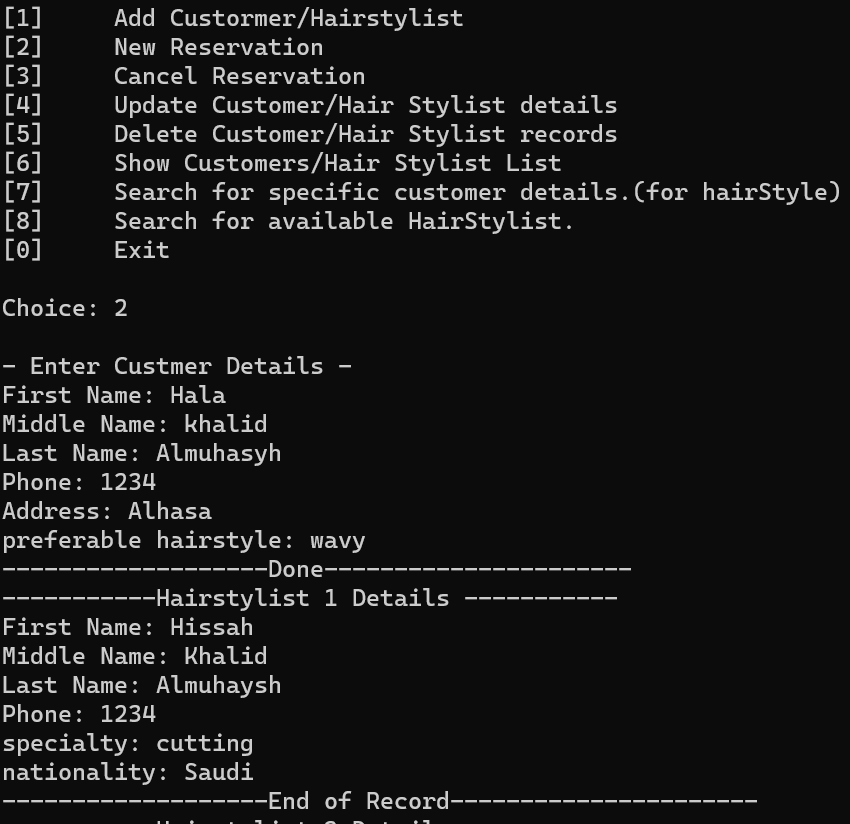 [1]     Add Custormer/Hairstylist
[2]     New Reservation
[3]     Cancel Reservation
[4]     Update Customer/Hair Stylist details
[5]     Delete Customer/Hair Stylist records
[6]     Show Customers/Hair Stylist List
[7]     Search for specific customer details.(for hairStyle)
[8]     Search for available HairStylist.
[0]     Exit
Choice: 2
- Enter Custmer Details -
First Name: Hala
Middle Name: khalid
Last Name: Almuhasyh
Phone: 1234
Address: Alhasa
preferable hairstyle: wavy
-------------------Done----------------------
-----------Hairstylist 1 Details -----------
First Name: Hissah
Middle Name: Khalid
Last Name: Almuhaysh
Phone: 1234
specialty: cutting
nationality: Saudi
-------------------End of Record----------------------